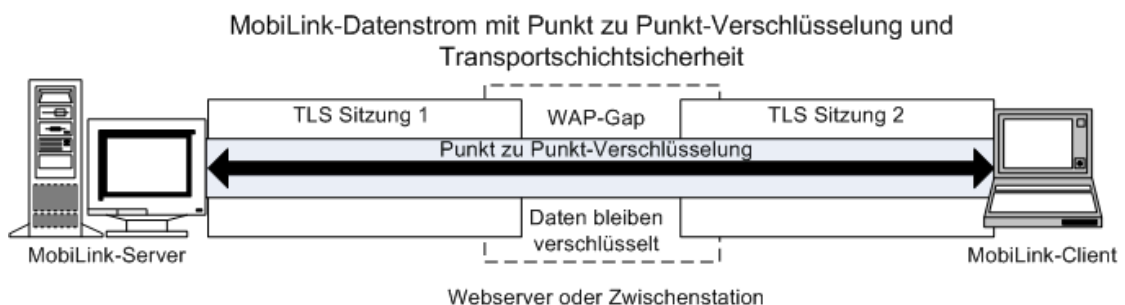 MobiLink-Datenstrom mit Punkt zu Punkt-Verschlüsselung und
Transportschichtsicherheit
TLS Sitzung 1
WAP-Gap
TLS Sitzung 2
Punkt zu Punkt-Verschlüsselung
Daten bleiben
verschlüsselt
MobiLink-Server
MobiLink-Client
Webserver oder Zwischenstation